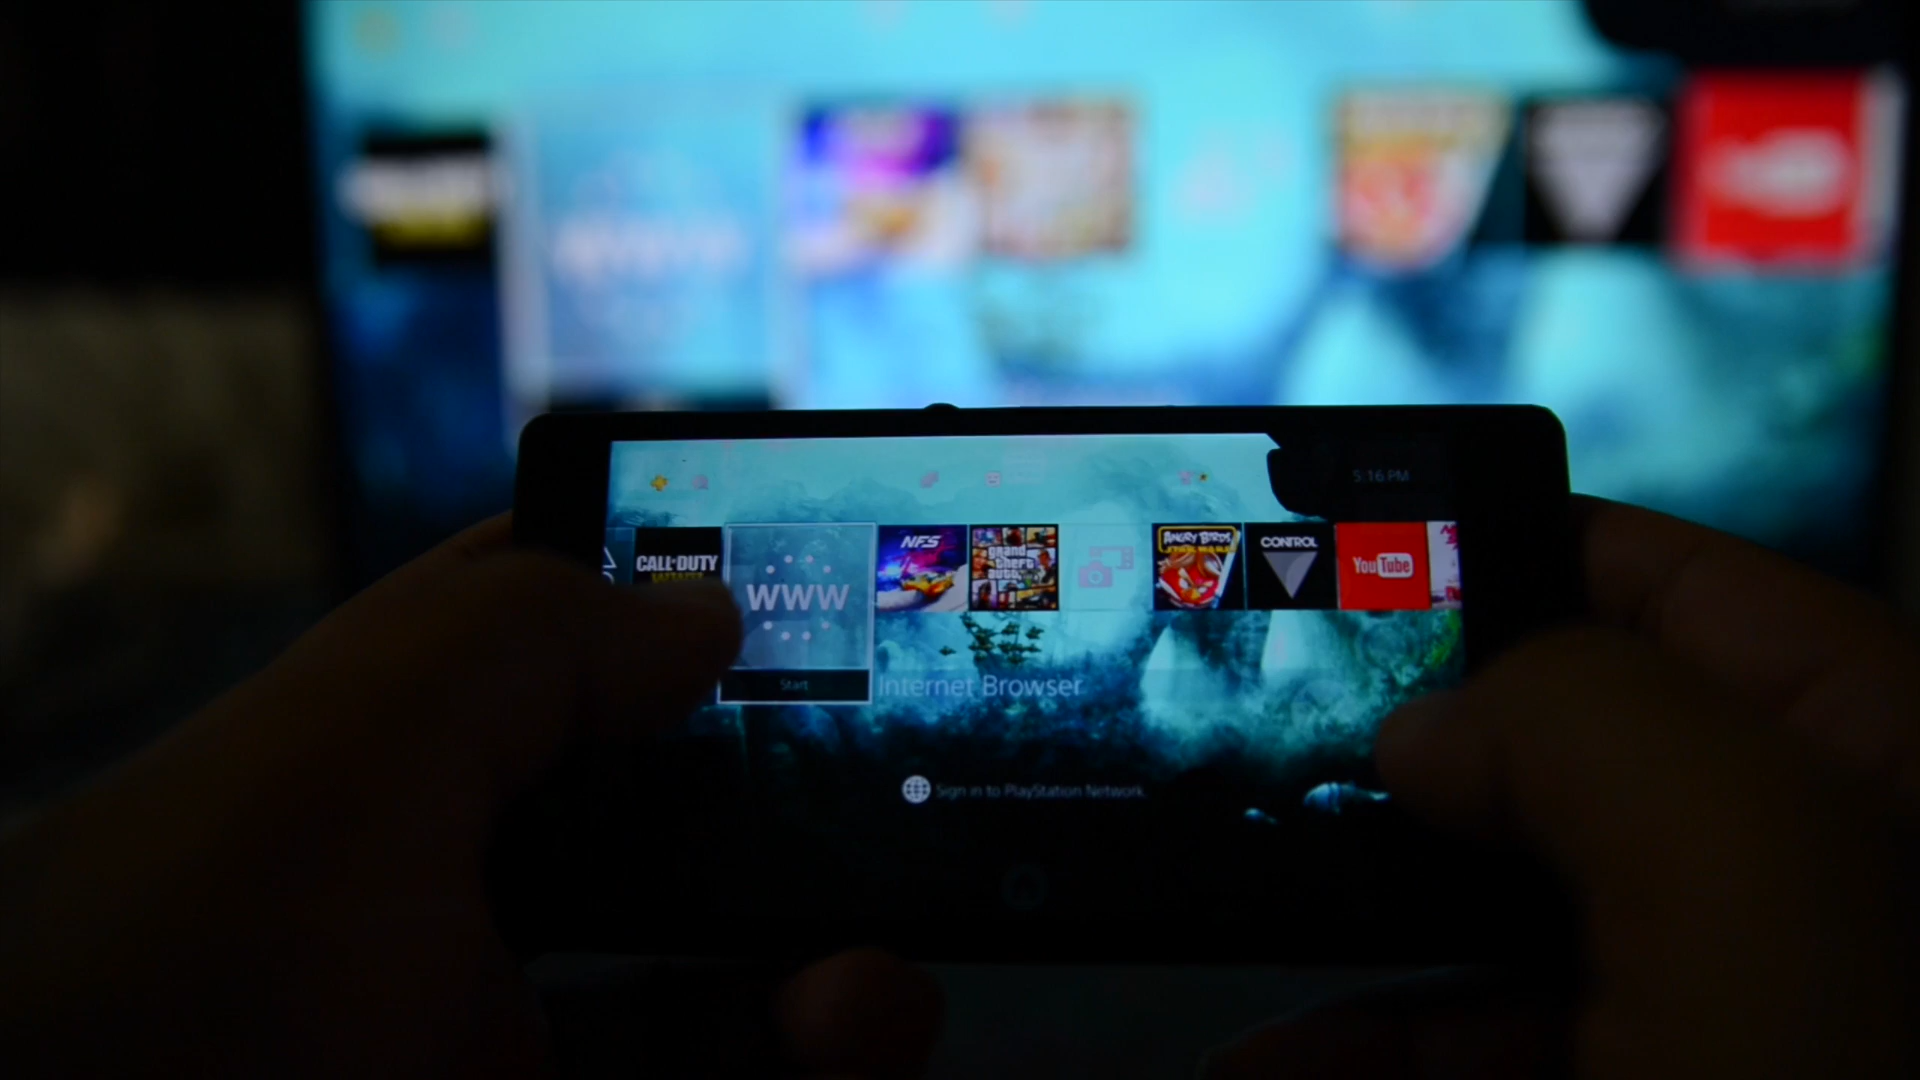 5:16 PM
CALL OF DUTY
WWW
NFS
grand
theft
auto
ANGRY BIRDS
STAR WARS
CONTROL
YouTube
Start
Internet Browser
Sign in to PlayStation Network